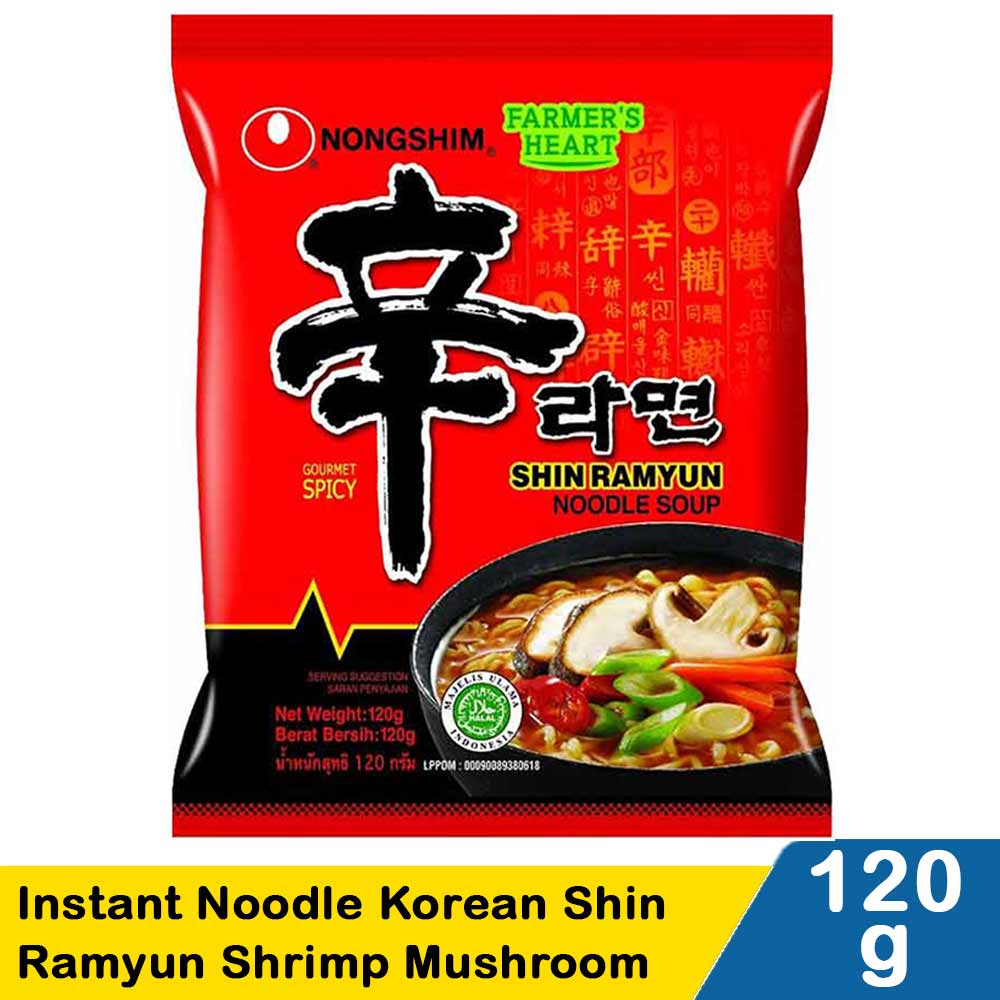 NONGSHIM®
FARMER'S
HEART
辛
라면
GOURMET
SPICY
SHIN RAMYUN
NOODLE SOUP
SERVING SUGGESTION
SARAN PENYAJIAN
Net Weight:120g
Berat Bersih:120g
น้ำหนักสุทธิ 120 กรัม
MAJELIS ULAMA
حلال
HALAL
INDONESIA
LPPOM : 00090089380618
Instant Noodle Korean Shin
Ramyun Shrimp Mushroom
120
g